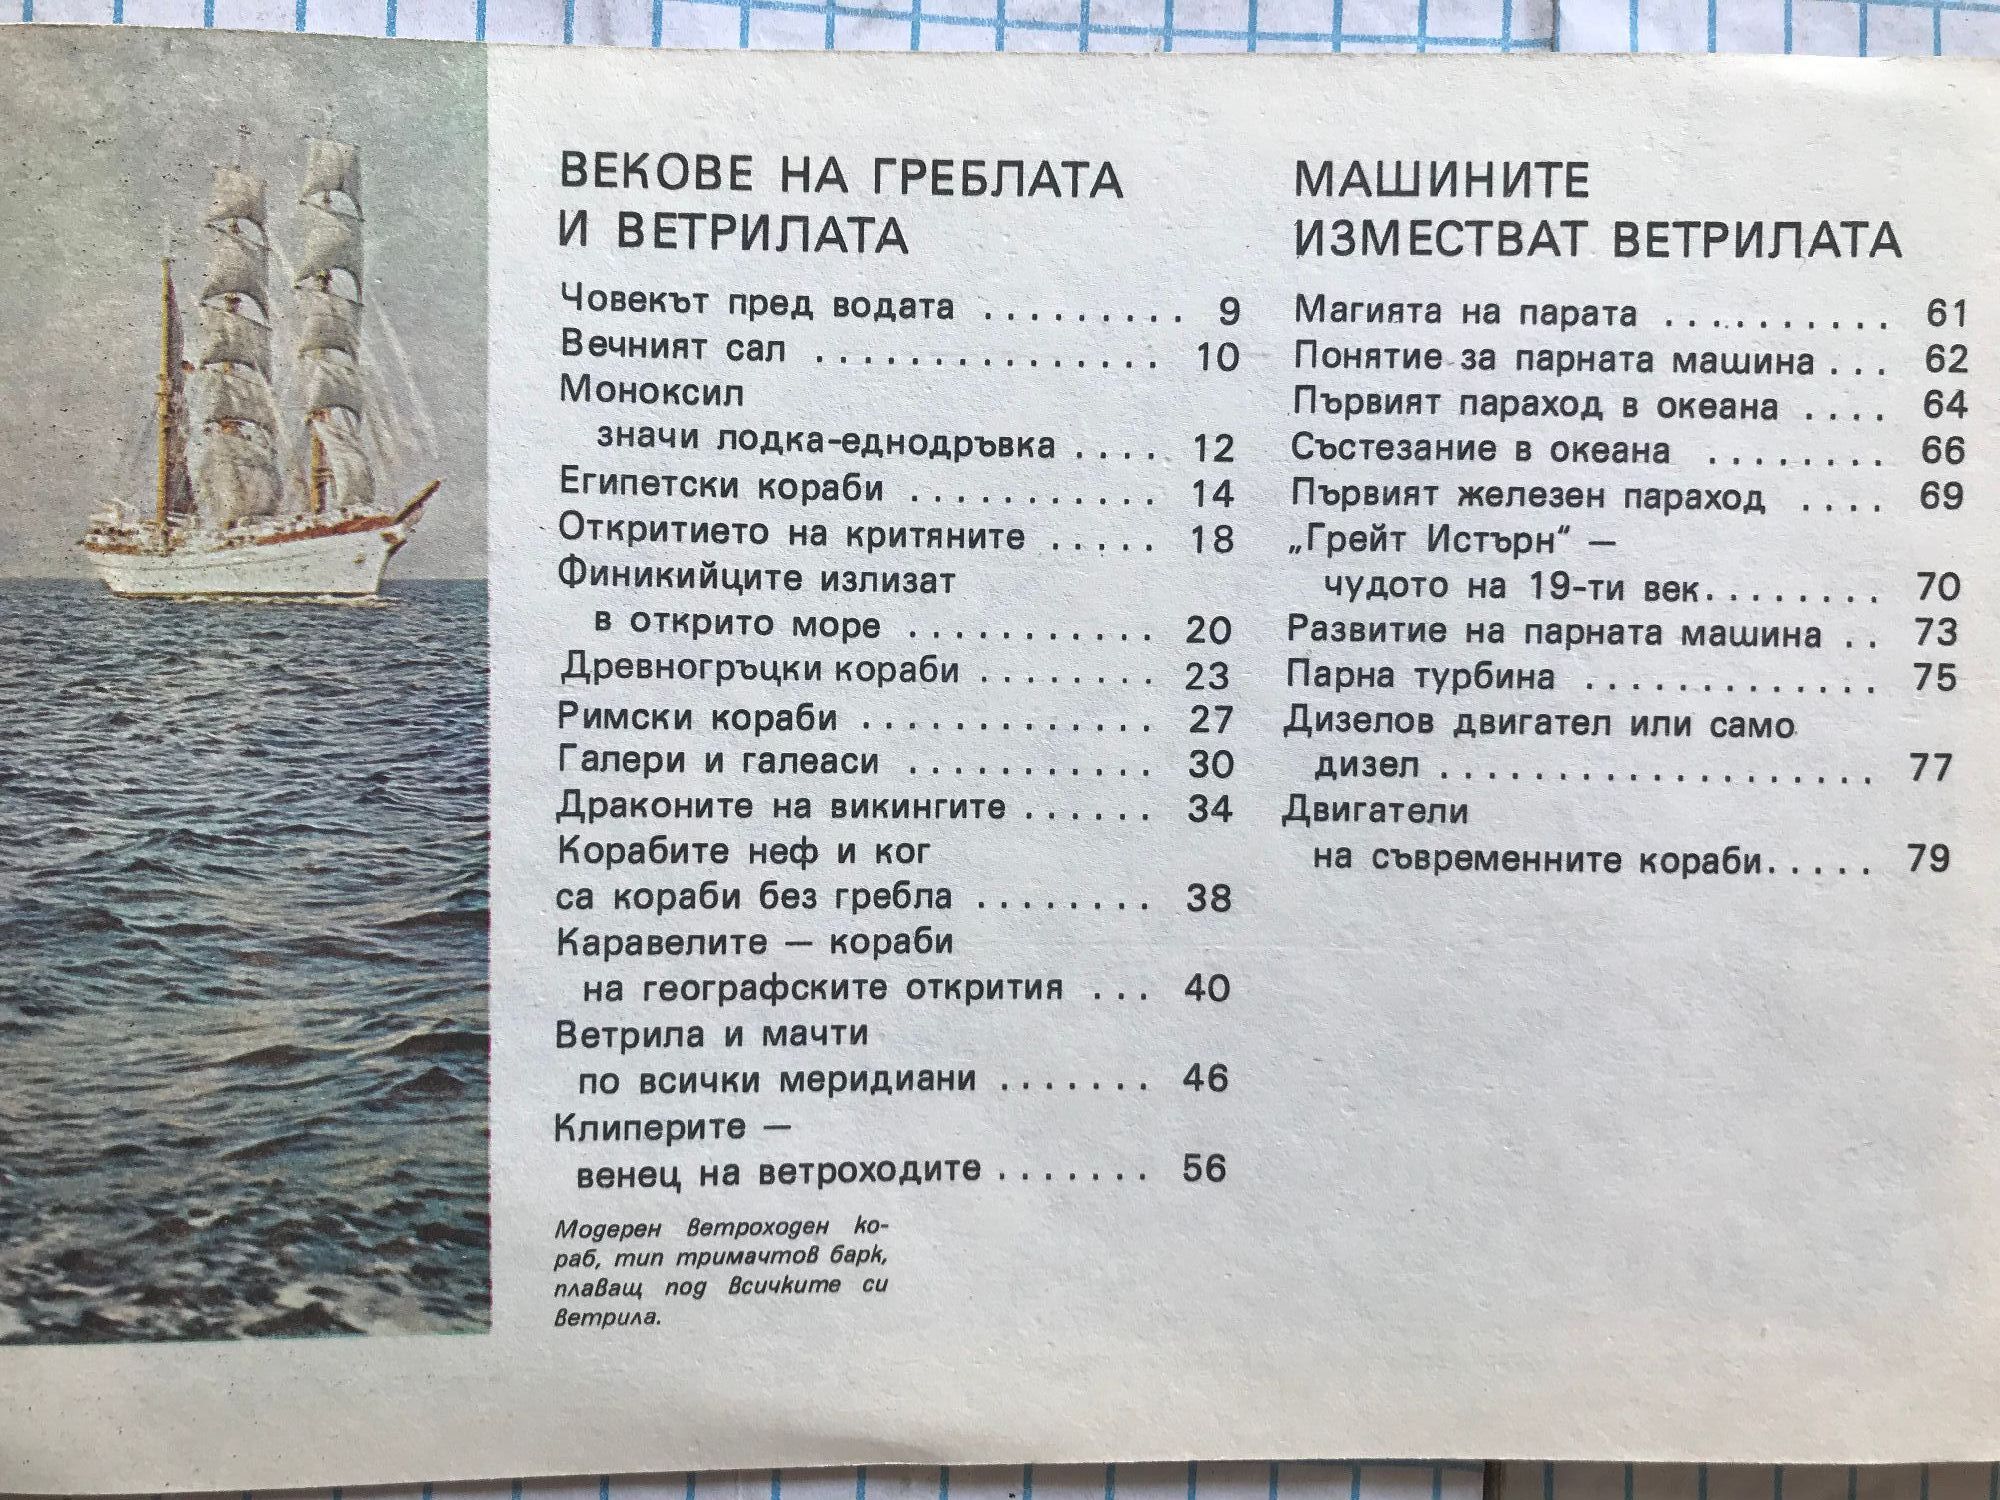 ВЕКОВЕ НА ГРЕБЛАТА
И ВЕТРИЛАТА
Човекът пред водата ......... 9
Вечният сал ............... 10
Моноксил
значи лодка-еднодръвка .... 12
Египетски кораби ........... 14
Откритието на критяните ..... 18
Финикийците излизат
в открито море ........... 20
Древногръцки кораби ........ 23
Римски кораби ............. 27
Галери и галеаси ........... 30
Драконите на викингите ...... 34
Корабите неф и ког
са кораби без гребла ........ 38
Каравелите — кораби
на географските открития ... 40
Ветрила и мачти
по всички меридиани ....... 46
Клиперите —
венец на ветроходите ....... 56
Модерен ветроходен ко-
раб, тип тримачтов барк,
плаващ под всичките си
ветрила.
МАШИНИТЕ
ИЗМЕСТВАТ ВЕТРИЛАТА
Магията на парата .......... 61
Понятие за парната машина ... 62
Първият параход в океана .... 64
Състезание в океана ........ 66
Първият железен параход .... 69
„Грейт Истърн“ —
чудото на 19-ти век........ 70
Развитие на парната машина .. 73
Парна турбина ............. 75
Дизелов двигател или само
дизел ................... 77
Двигатели
на съвременните кораби..... 79